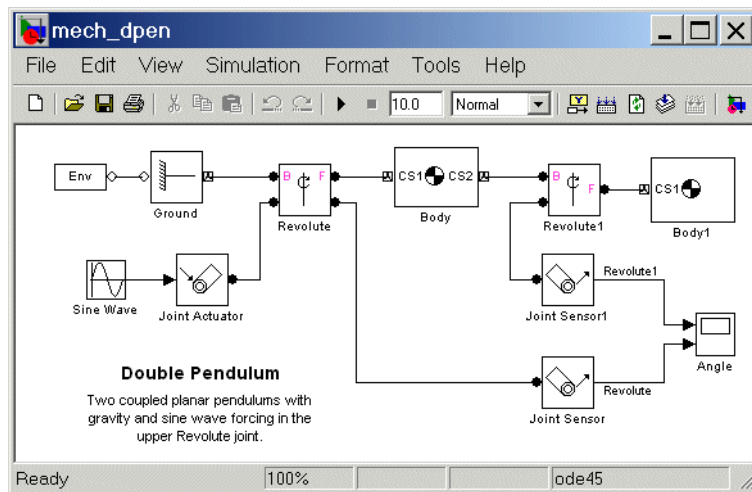 mech_dpen
File Edit View Simulation Format Tools Help
10.0 Normal
Env
Ground
B F
Revolute
CS1 CS2
Body
B F
Revolute1
CS1
Body1
Sine Wave
Joint Actuator
Joint Sensor1
Revolute1
Angle
Joint Sensor
Revolute
Double Pendulum
Two coupled planar pendulums with
gravity and sine wave forcing in the
upper Revolute joint.
Ready 100% ode45